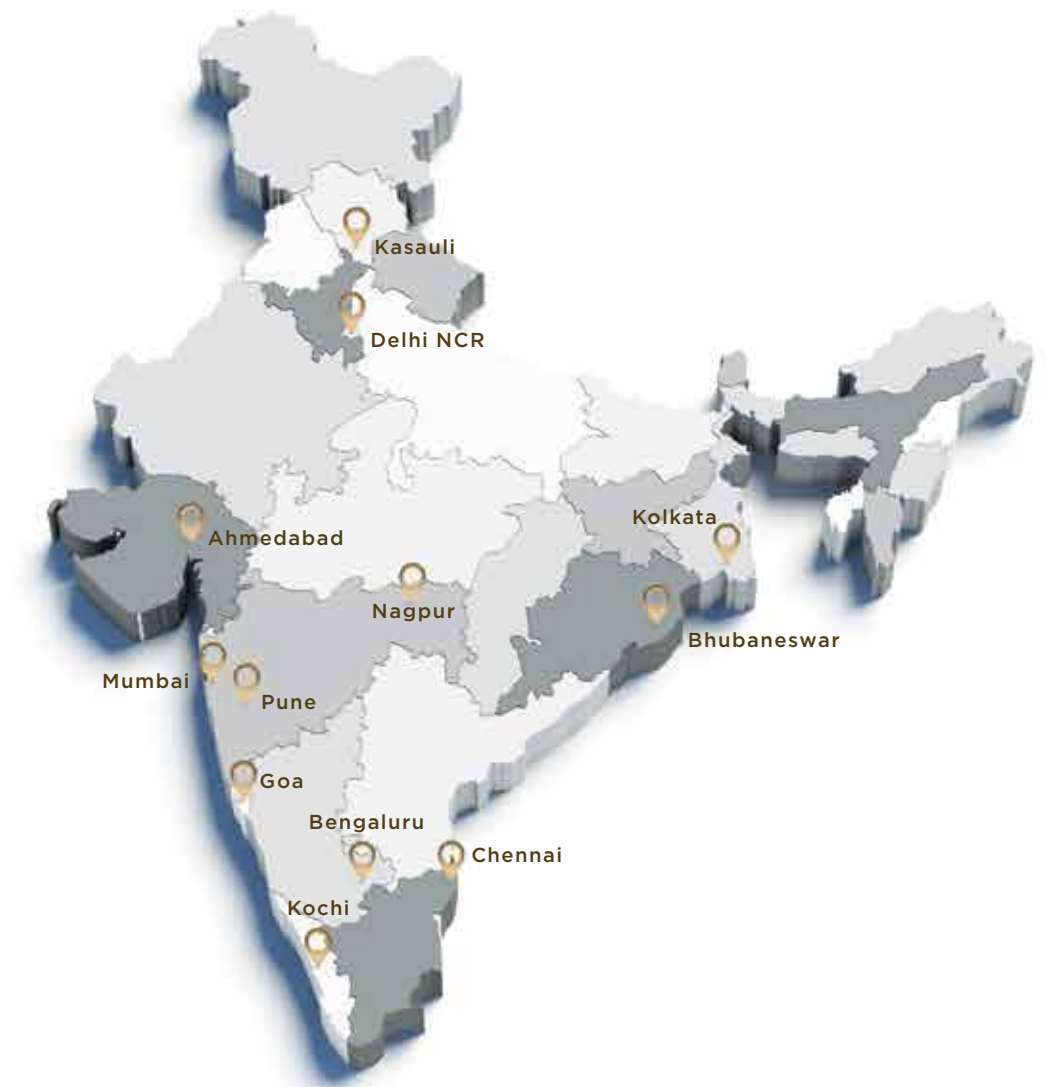 Kasauli
Delhi NCR
Kolkata
Ahmedabad
Nagpur
Bhubaneswar
Mumbai
Pune
Goa
Bengaluru
Chennai
Kochi